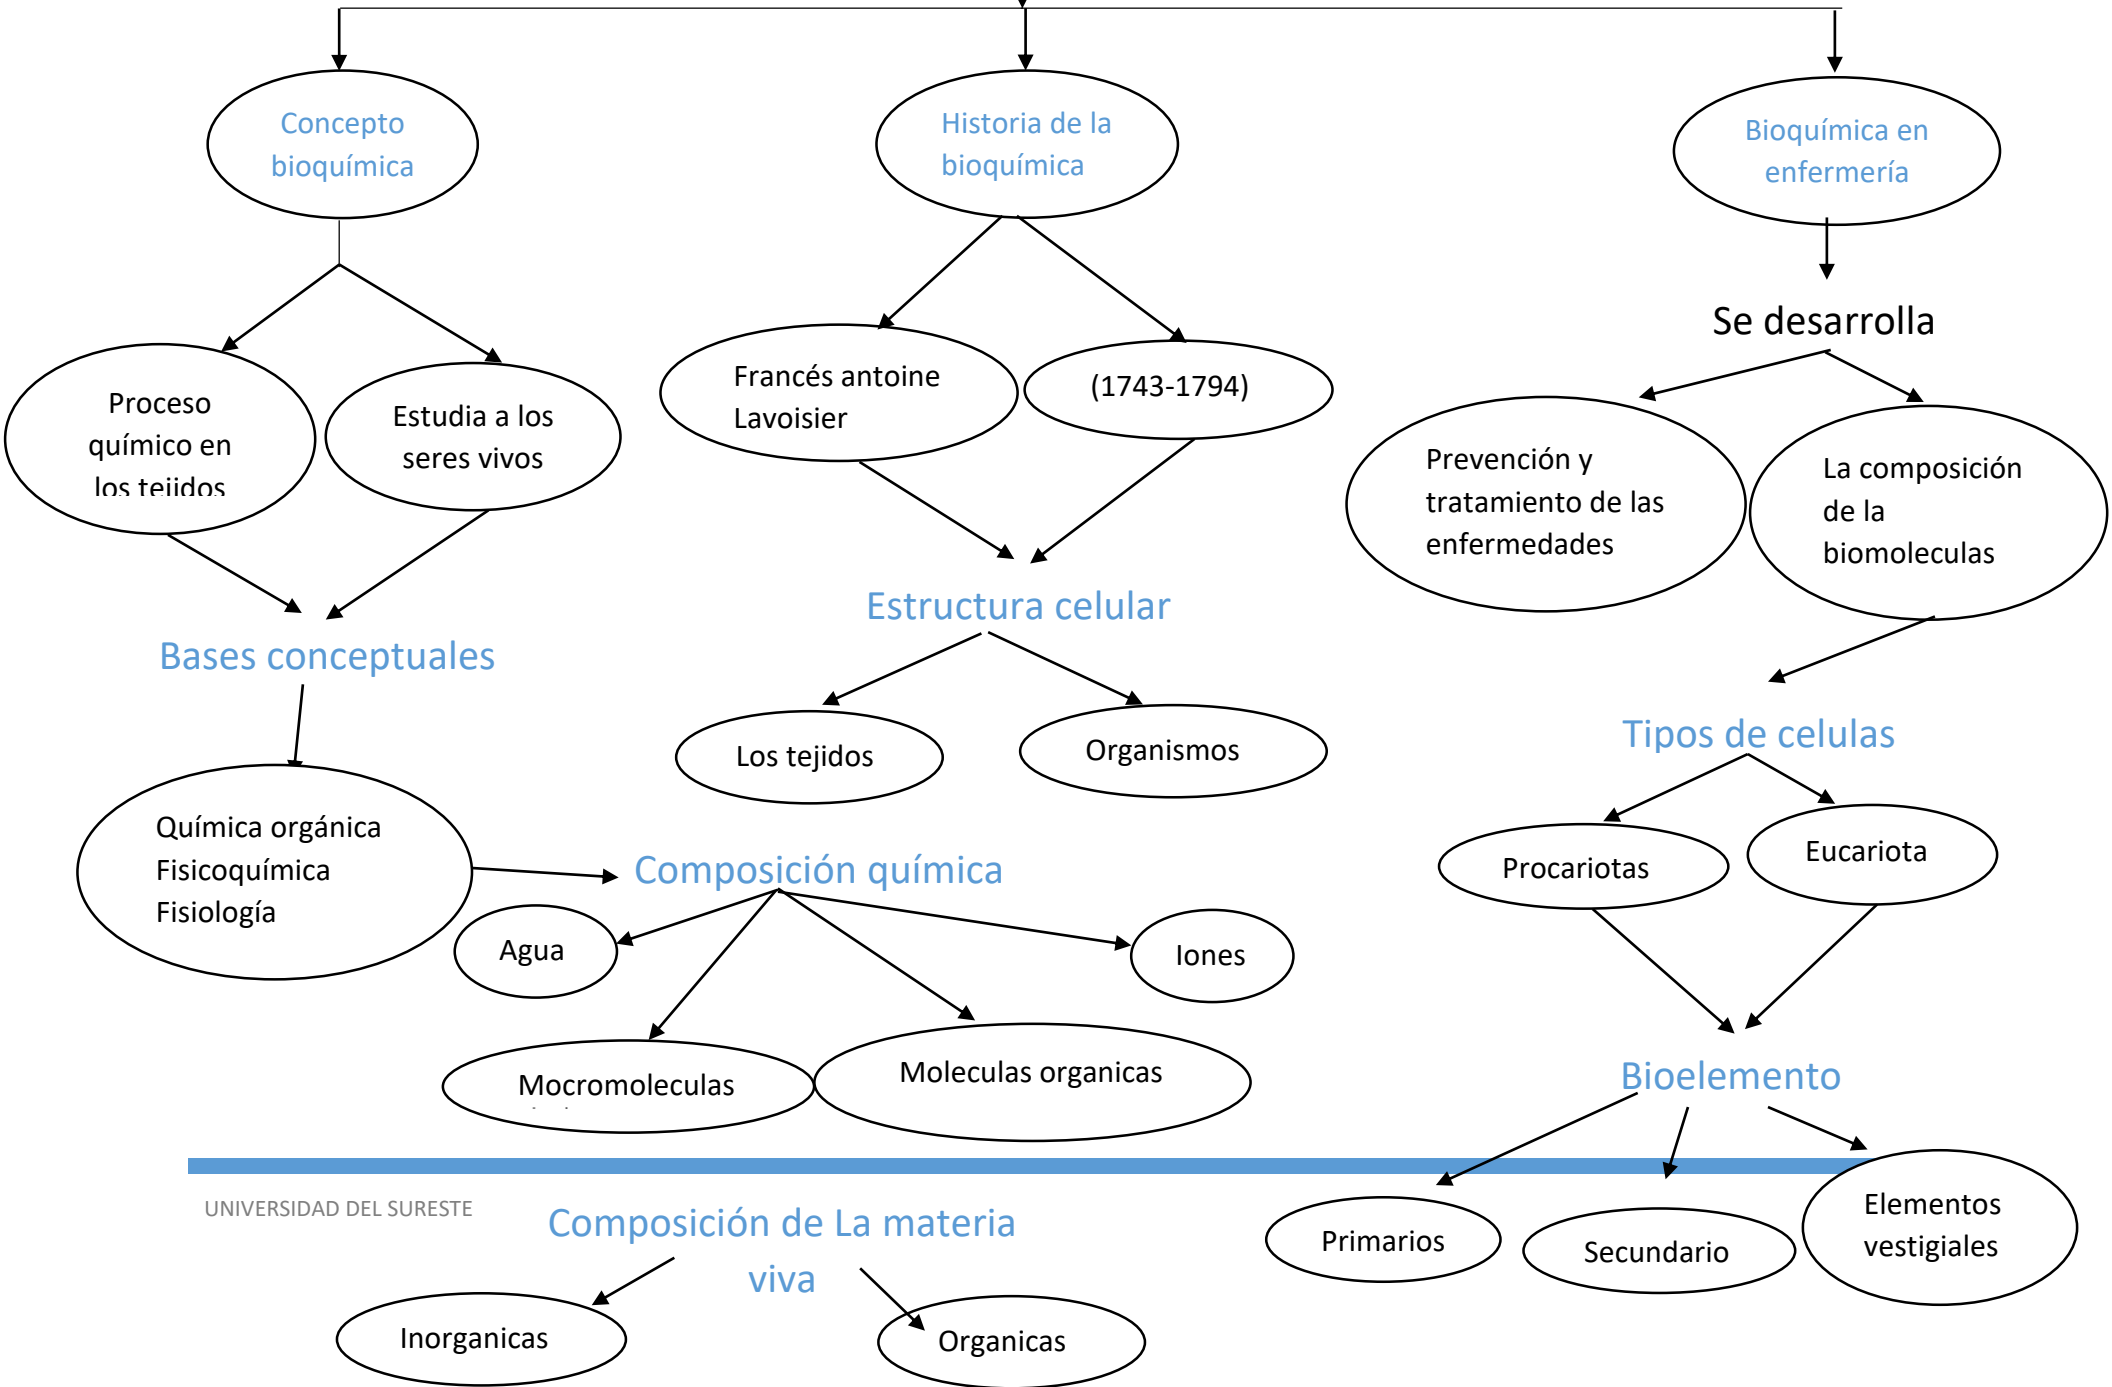 Concepto
bioquímica
Historia de la
bioquímica
Bioquímica en
enfermería
Se desarrolla
Proceso
químico en
los tejidos
Estudia a los
seres vivos
Francés antoine
Lavoisier
(1743-1794)
Prevención y
tratamiento de las
enfermedades
La composición
de la
biomoleculas
Bases conceptuales
Estructura celular
Tipos de celulas
Los tejidos
Organismos
Química orgánica
Fisicoquímica
Fisiología
Composición química
Procariotas
Eucariota
Agua
Iones
Mocromoleculas
Moleculas organicas
Bioelemento
UNIVERSIDAD DEL SURESTE
Composición de La materia
viva
Primarios
Secundario
Elementos
vestigiales
Inorganicas
Organicas